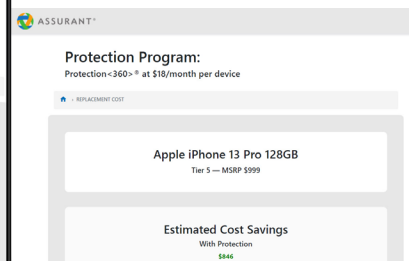 ASSURANT®
Protection Program:
Protection<360>® at $18/month per device
> REPLACEMENT COST
Apple iPhone 13 Pro 128GB
Tier 5 — MSRP $999
Estimated Cost Savings
With Protection
$846